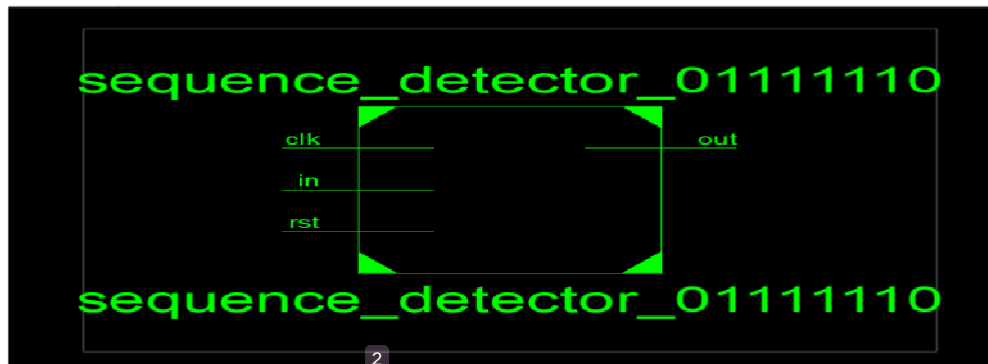 sequence_detector_01111110
clk
out
in
rst
sequence_detector_01111110
2